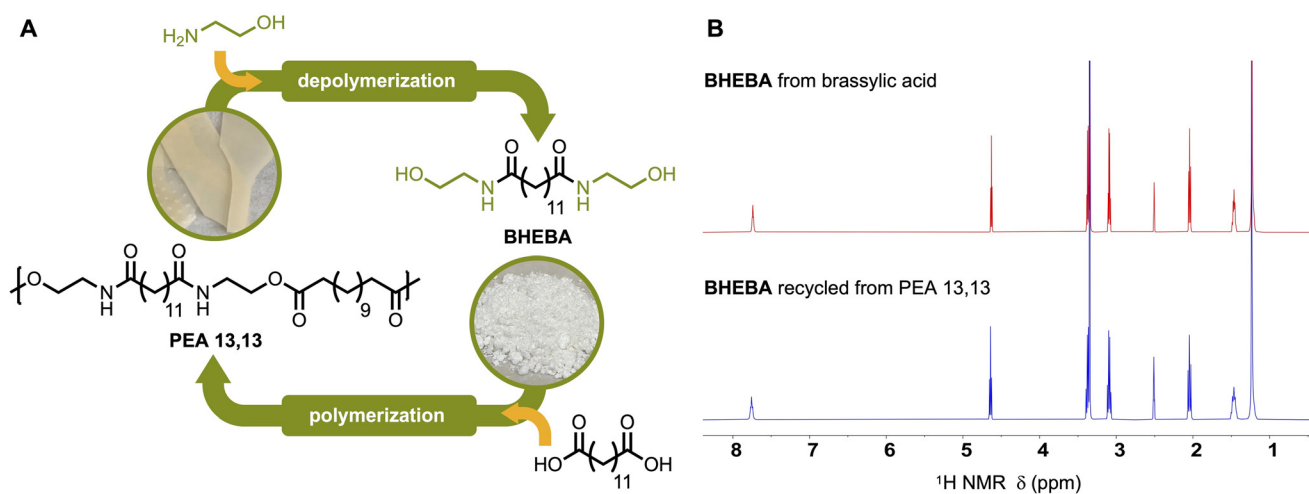 A
H₂N
OH
depolymerization
O
O
HO
N
H
11
N
H
OH
BHEBA
O
N
H
O
11
O
N
H
O
O
9
O
PEA 13,13
polymerization
O
O
HO
11
OH
B
BHEBA from brassylic acid
BHEBA recycled from PEA 13,13
8 7 6 5 4 3 2 1
¹H NMR δ (ppm)